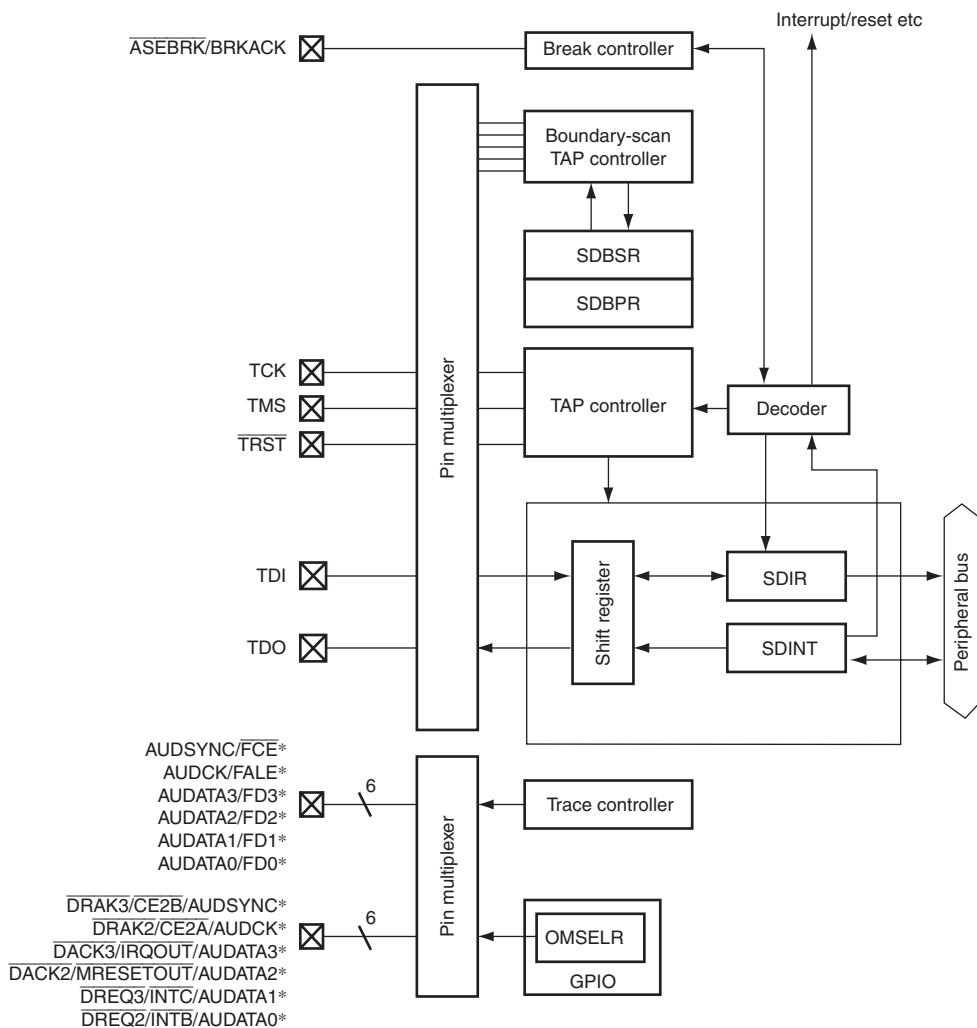 Interrupt/reset etc
ASEBRK/BRKACK
Break controller
Boundary-scan
TAP controller
SDBSR
SDBPR
Pin multiplexer
TCK
TMS
TRST
TAP controller
Decoder
TDI
TDO
Shift register
SDIR
SDINT
Peripheral bus
AUDSYNC/FCE*
AUDCK/FALE*
AUDATA3/FD3*
AUDATA2/FD2*
AUDATA1/FD1*
AUDATA0/FD0*
6
Pin multiplexer
Trace controller
DRAK3/CE2B/AUDSYNC*
DRAK2/CE2A/AUDCK*
DACK3/IRQOUT/AUDATA3*
DACK2/MRESETOUT/AUDATA2*
DREQ3/INTC/AUDATA1*
DREQ2/INTB/AUDATA0*
6
OMSELR
GPIO